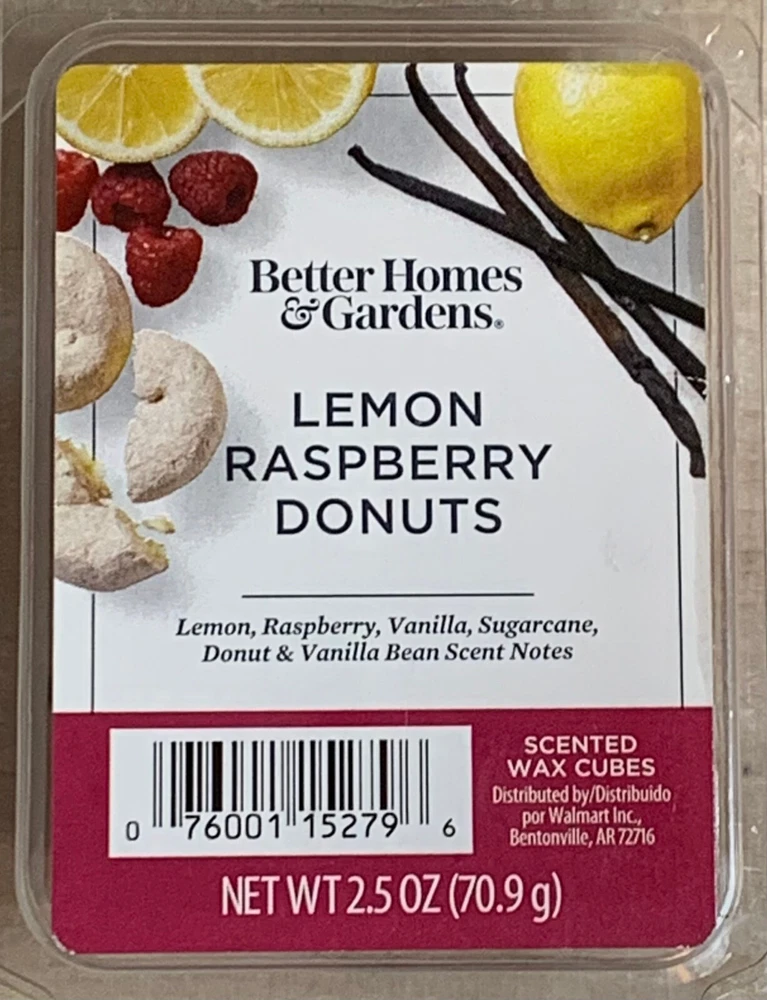 Better Homes
& Gardens®
LEMON
RASPBERRY
DONUTS
Lemon, Raspberry, Vanilla, Sugarcane,
Donut & Vanilla Bean Scent Notes
0 76001 15279 6
SCENTED
WAX CUBES
Distributed by/Distribuido
por Walmart Inc.,
Bentonville, AR 72716
NET WT 2.5 OZ (70.9 g)